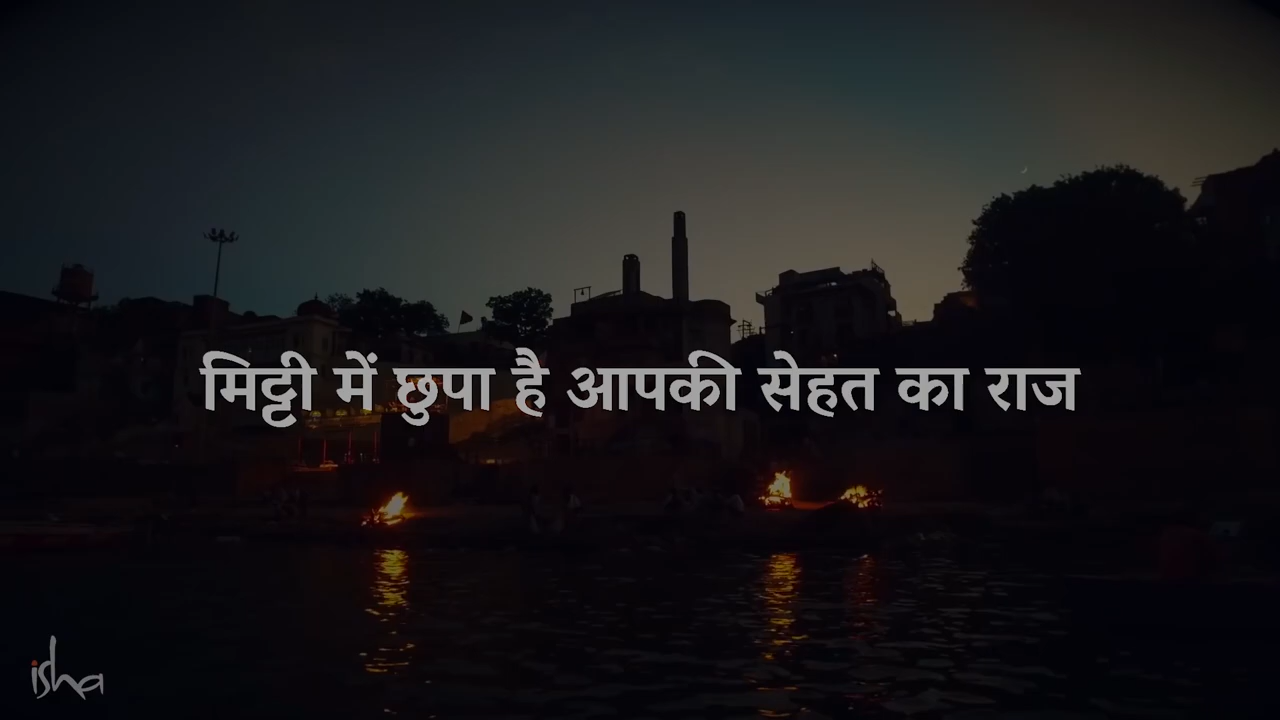 मिट्टी में छुपा है आपकी सेहत का राज
isha